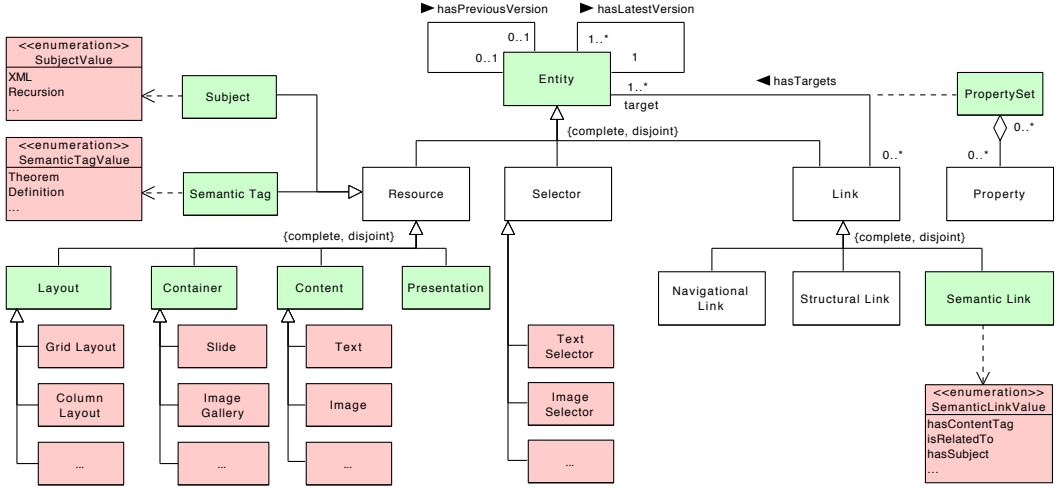 hasPreviousVersion
hasLatestVersion
0..1
1..*
0..1
1
Entity
<<enumeration>>
SubjectValue
XML
Recursion
...
Subject
hasTargets
1..*
target
PropertySet
0..*
{complete, disjoint}
<<enumeration>>
SemanticTagValue
Theorem
Definition
...
Semantic Tag
Resource
Selector
0..*
Link
0..*
Property
{complete, disjoint}
{complete, disjoint}
Layout
Container
Content
Presentation
Navigational
Link
Structural Link
Semantic Link
Grid Layout
Slide
Text
Text
Selector
Column
Layout
Image
Gallery
Image
Image
Selector
<<enumeration>>
SemanticLinkValue
hasContentTag
isRelatedTo
hasSubject
...
...
...
...
...